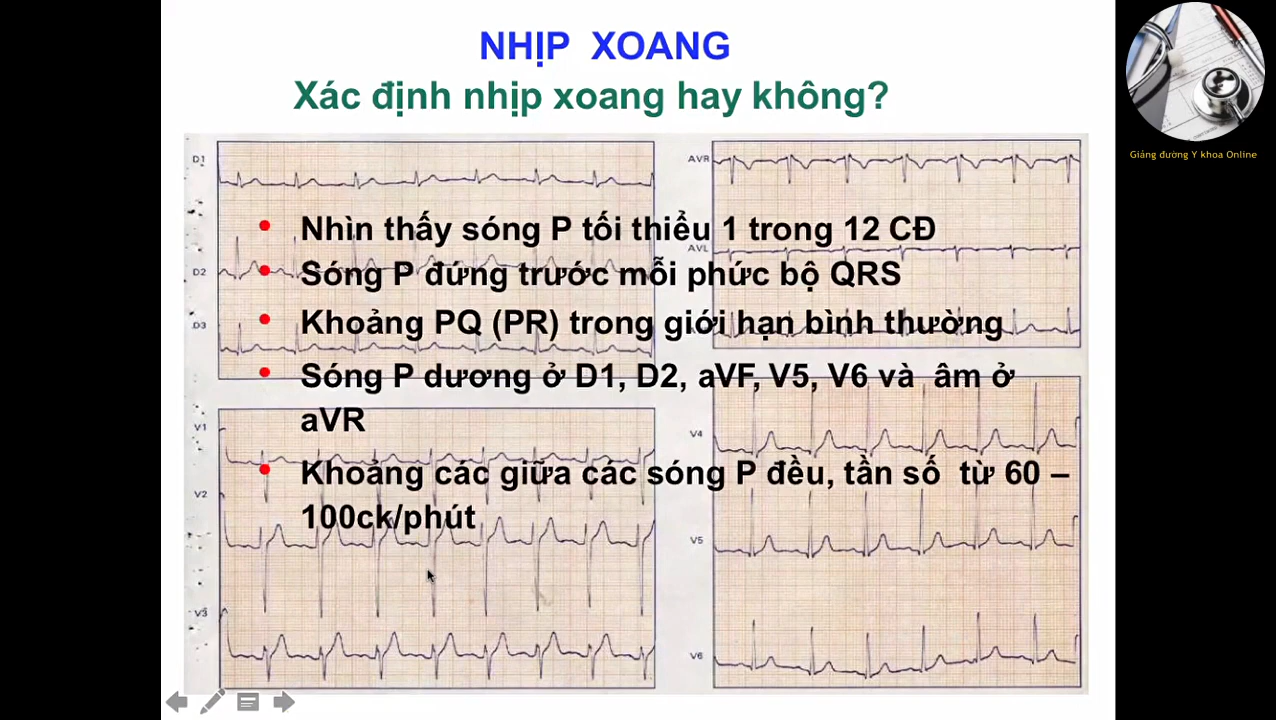 NHỊP XOANG
Xác định nhịp xoang hay không?
Giảng đường Y khoa Online
D1
AVR
• Nhìn thấy sóng P tối thiểu 1 trong 12 CĐ
AVL
D2
• Sóng P đứng trước mỗi phức bộ QRS
D3
• Khoảng PQ (PR) trong giới hạn bình thường
• Sóng P dương ở D1, D2, aVF, V5, V6 và âm ở
aVR
V1
V4
• Khoảng các giữa các sóng P đều, tần số từ 60 –
100ck/phút
V2
V5
V3
V6